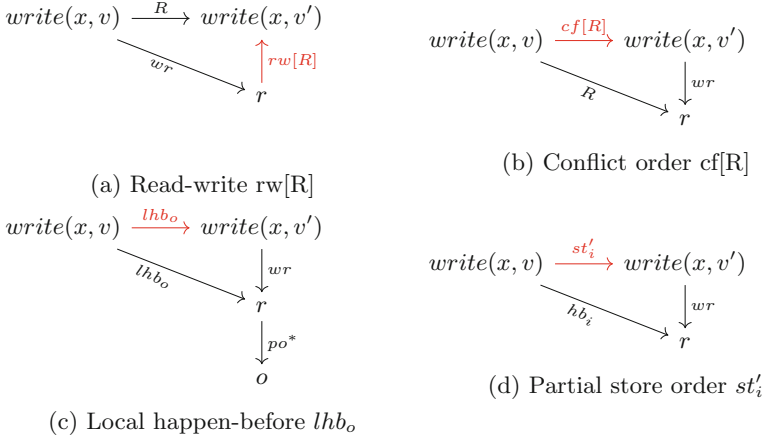 write(x, v) R write(x, v′)
wr rw[R]
r
(a) Read-write rw[R]
write(x, v) cf[R] write(x, v′)
R wr
r
(b) Conflict order cf[R]
write(x, v) lhb_o write(x, v′)
lhb_o wr
r
po*
o
(c) Local happen-before lhb_o
write(x, v) st′_i write(x, v′)
hb_i wr
r
(d) Partial store order st′_i